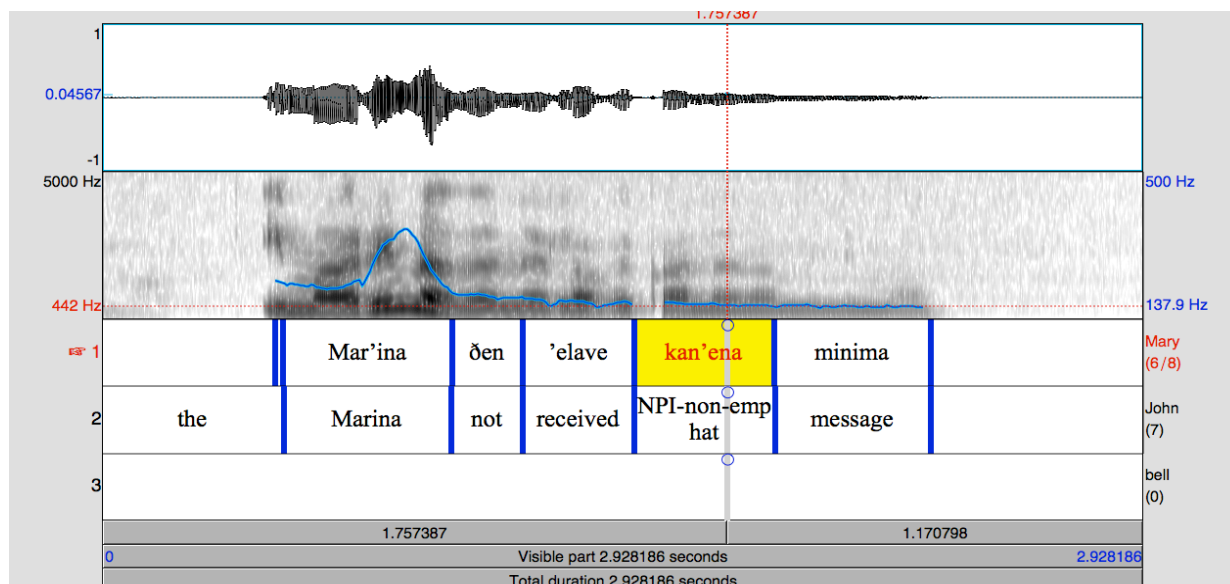 1.757387
1
0.04567
-1
5000 Hz 500 Hz
442 Hz 137.9 Hz
☞ 1 Mar'ina ðen 'elave kan'ena minima Mary (6/8)
2 the Marina not received NPI-non-emp hat message John (7)
3 bell (0)
1.757387 1.170798
0 Visible part 2.928186 seconds 2.928186
Total duration 2.928186 seconds